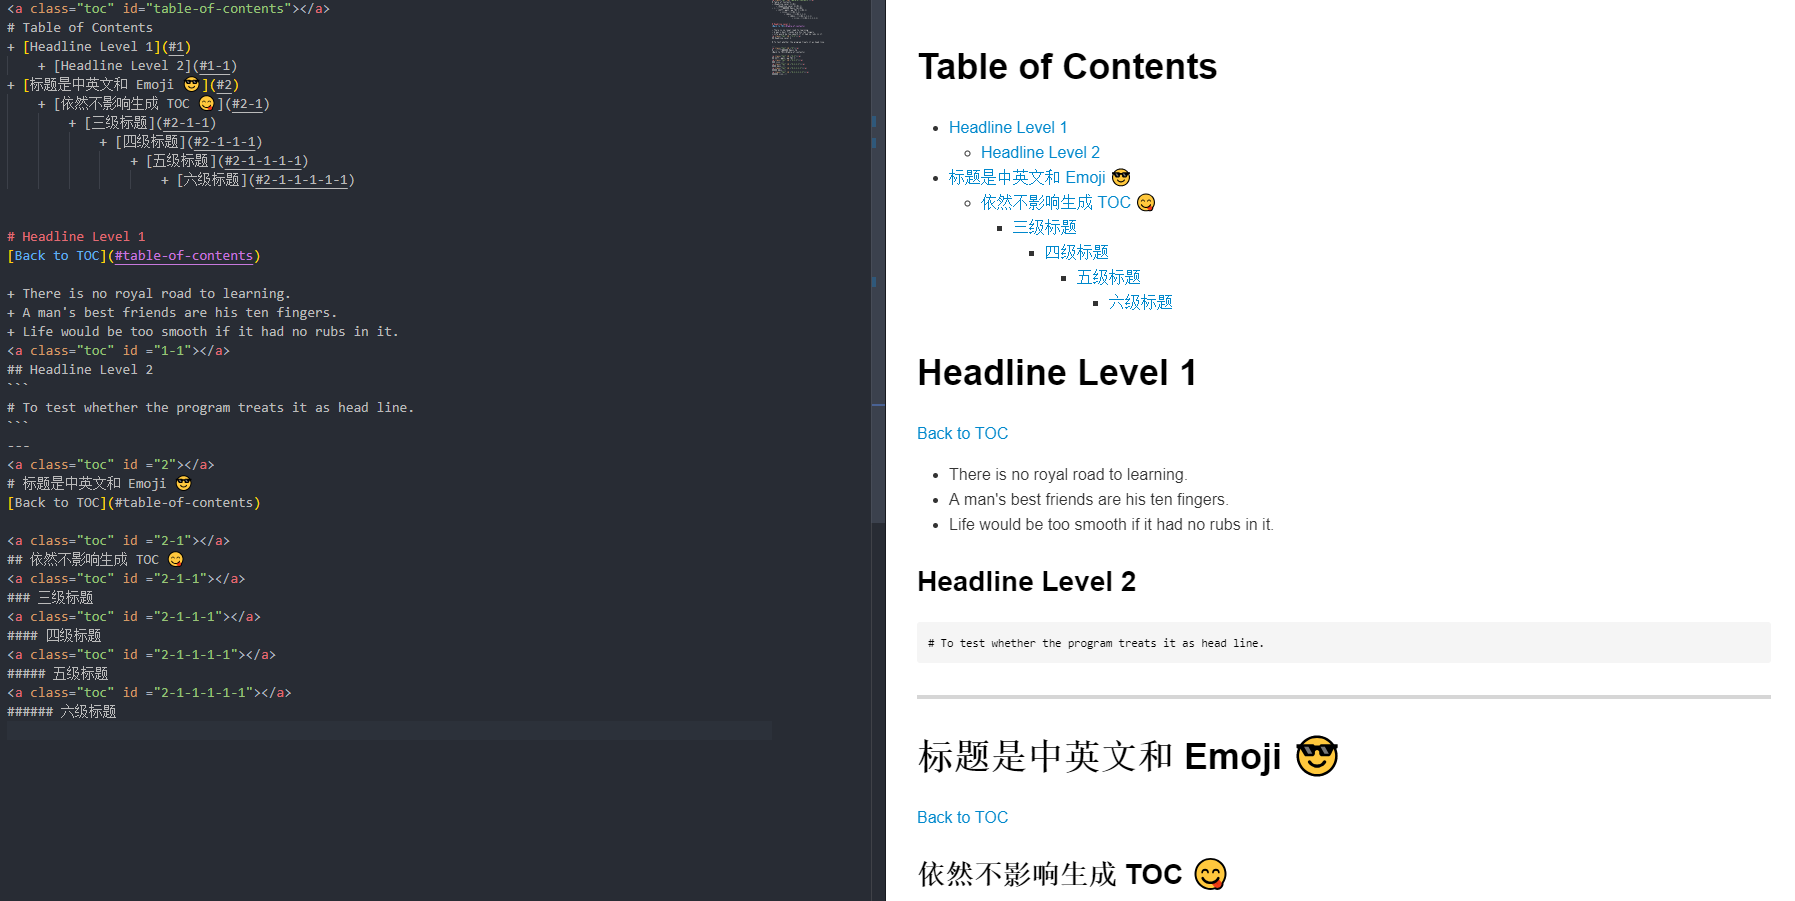 <a class="toc" id="table-of-contents"></a>
# Table of Contents
+ [Headline Level 1](#1)
+ [Headline Level 2](#1-1)
+ [标题是中英文和 Emoji 😎](#2)
+ [依然不影响生成 TOC 😋](#2-1)
+ [三级标题](#2-1-1)
+ [四级标题](#2-1-1-1)
+ [五级标题](#2-1-1-1-1)
+ [六级标题](#2-1-1-1-1-1)
# Headline Level 1
[Back to TOC](#table-of-contents)
+ There is no royal road to learning.
+ A man's best friends are his ten fingers.
+ Life would be too smooth if it had no rubs in it.
<a class="toc" id ="1-1"></a>
## Headline Level 2
```
# To test whether the program treats it as head line.
```
---
<a class="toc" id ="2"></a>
# 标题是中英文和 Emoji 😎
[Back to TOC](#table-of-contents)
<a class="toc" id ="2-1"></a>
## 依然不影响生成 TOC 😋
<a class="toc" id ="2-1-1"></a>
### 三级标题
<a class="toc" id ="2-1-1-1"></a>
#### 四级标题
<a class="toc" id ="2-1-1-1-1"></a>
##### 五级标题
<a class="toc" id ="2-1-1-1-1-1"></a>
###### 六级标题
Table of Contents
Headline Level 1
Headline Level 2
标题是中英文和 Emoji 😎
依然不影响生成 TOC 😋
三级标题
四级标题
五级标题
六级标题
Headline Level 1
Back to TOC
There is no royal road to learning.
A man's best friends are his ten fingers.
Life would be too smooth if it had no rubs in it.
Headline Level 2
# To test whether the program treats it as head line.
标题是中英文和 Emoji 😎
Back to TOC
依然不影响生成 TOC 😋